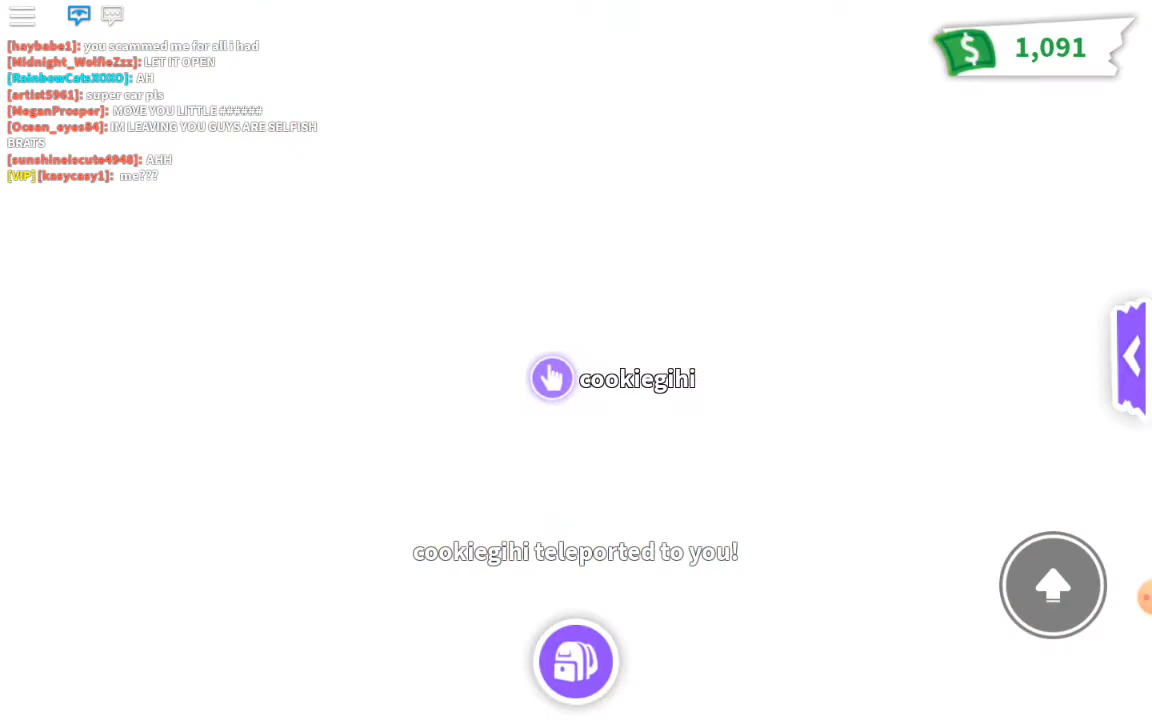 [haybabe1]: you scammed me for all i had
[Midnight_WolfieZzz]: LET IT OPEN
[RainbowCatsXOXO]: AH
[artist5961]: super car pls
[MeganProsper]: MOVE YOU LITTLE ######
[Ocean_eyes84]: IM LEAVING YOU GUYS ARE SELFISH
BRATS
[sunshineiscute4948]: AHH
[VIP][kasycasy1]: me???
1,091
cookiegihi
cookiegihi teleported to you!